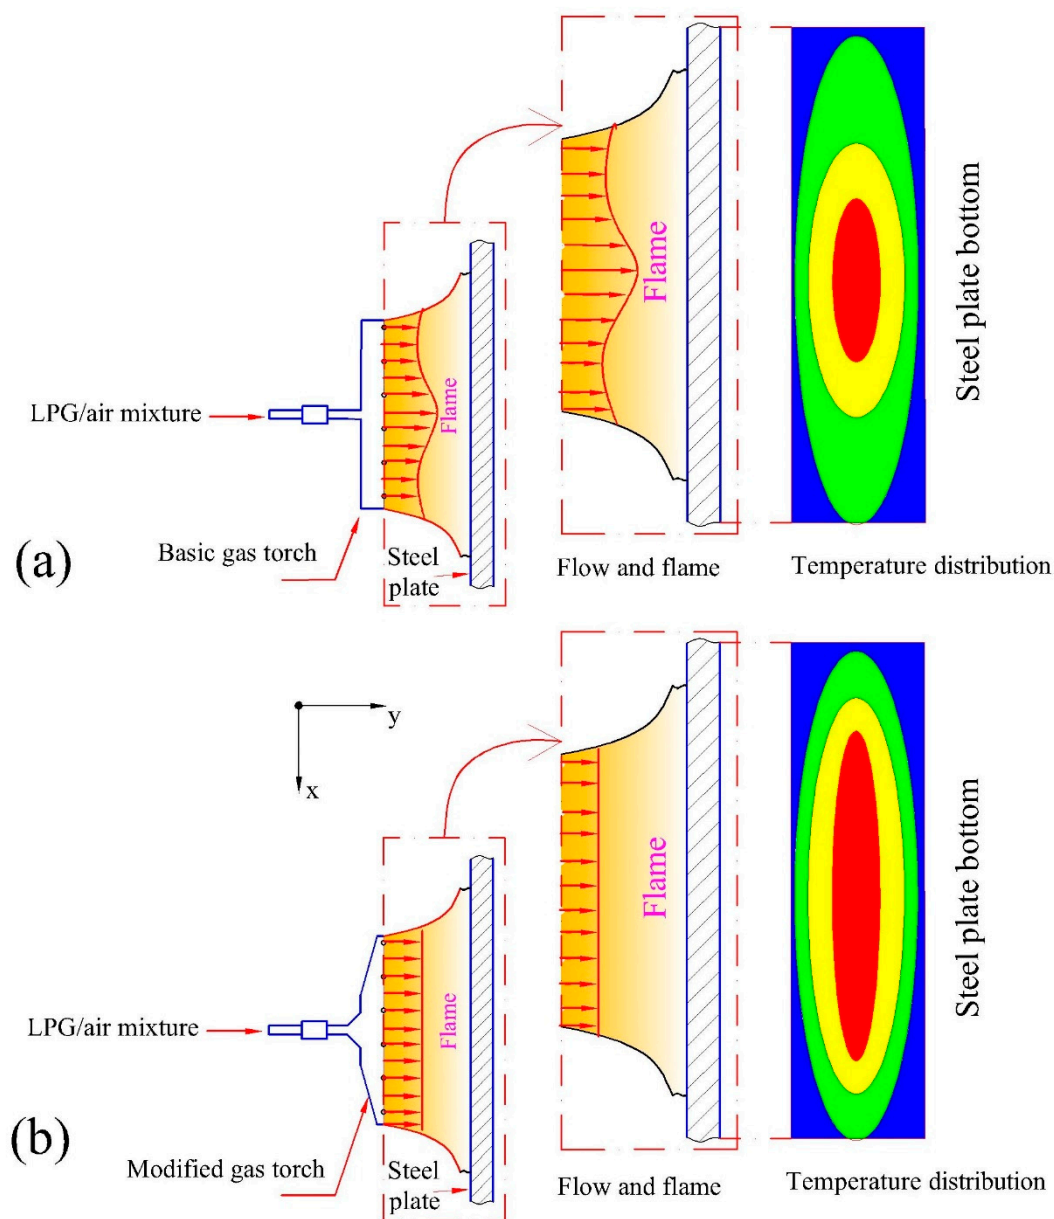 Flame
Steel plate bottom
Flame
LPG/air mixture
(a)
Basic gas torch
Steel
plate
Flow and flame
Temperature distribution
y
x
Flame
Steel plate bottom
Flame
LPG/air mixture
(b)
Modified gas torch
Steel
plate
Flow and flame
Temperature distribution